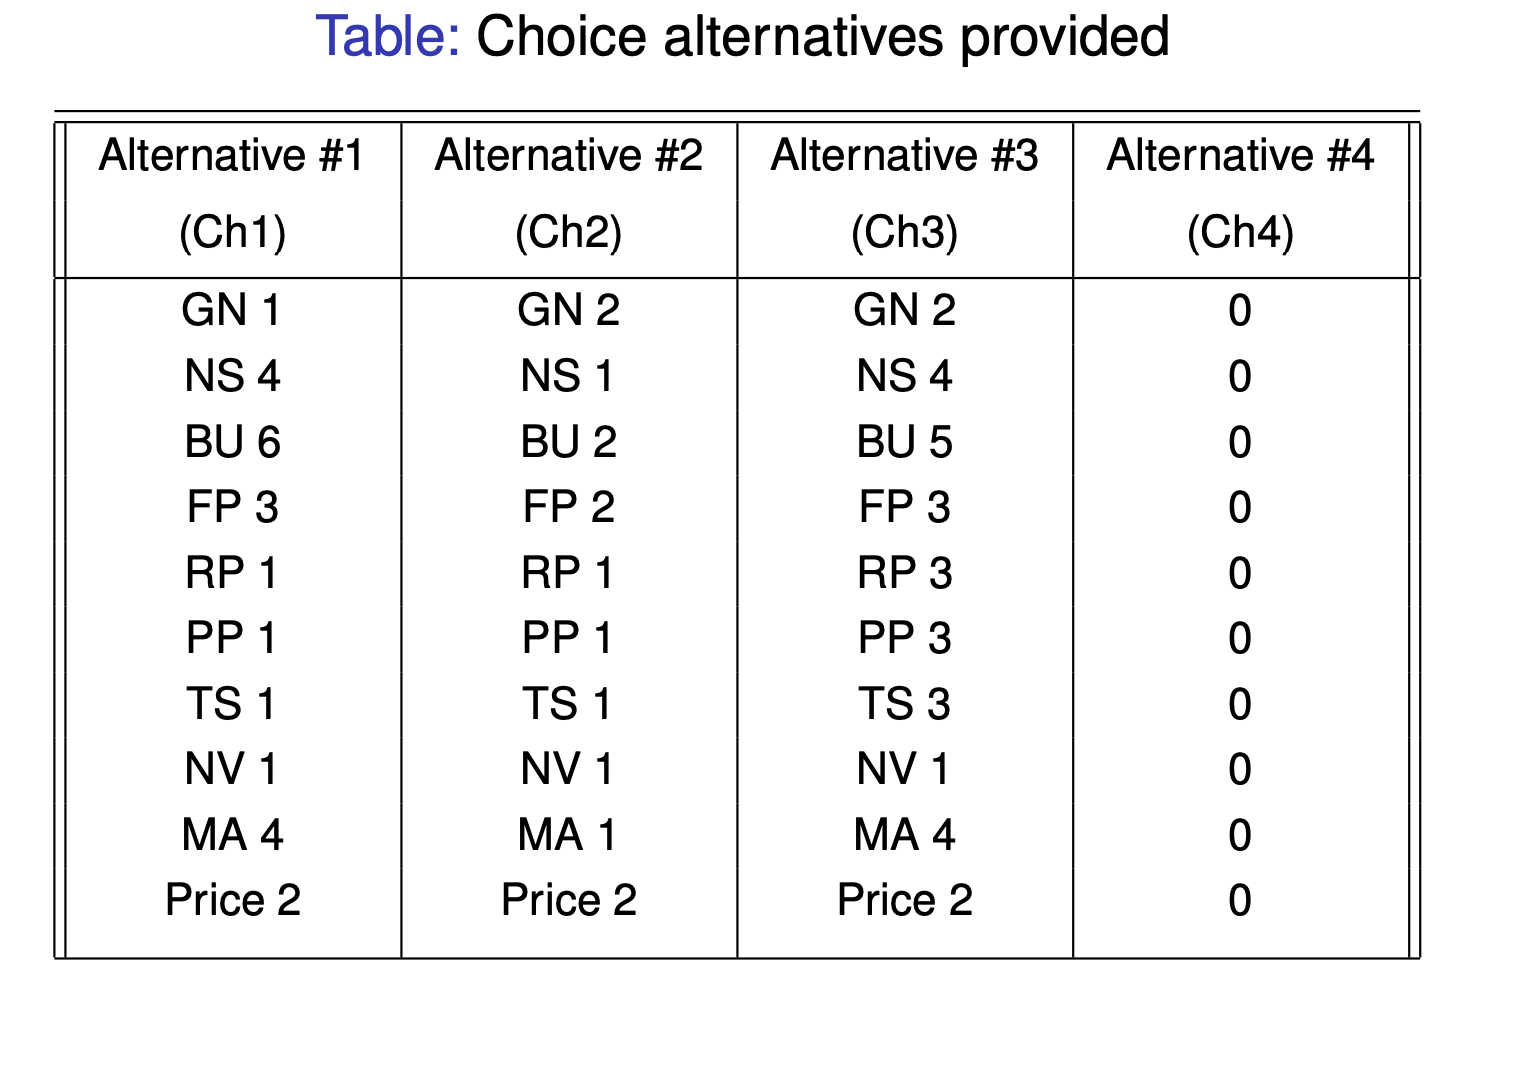 Table: Choice alternatives provided
Alternative #1 Alternative #2 Alternative #3 Alternative #4
(Ch1) (Ch2) (Ch3) (Ch4)
GN 1 GN 2 GN 2 0
NS 4 NS 1 NS 4 0
BU 6 BU 2 BU 5 0
FP 3 FP 2 FP 3 0
RP 1 RP 1 RP 3 0
PP 1 PP 1 PP 3 0
TS 1 TS 1 TS 3 0
NV 1 NV 1 NV 1 0
MA 4 MA 1 MA 4 0
Price 2 Price 2 Price 2 0